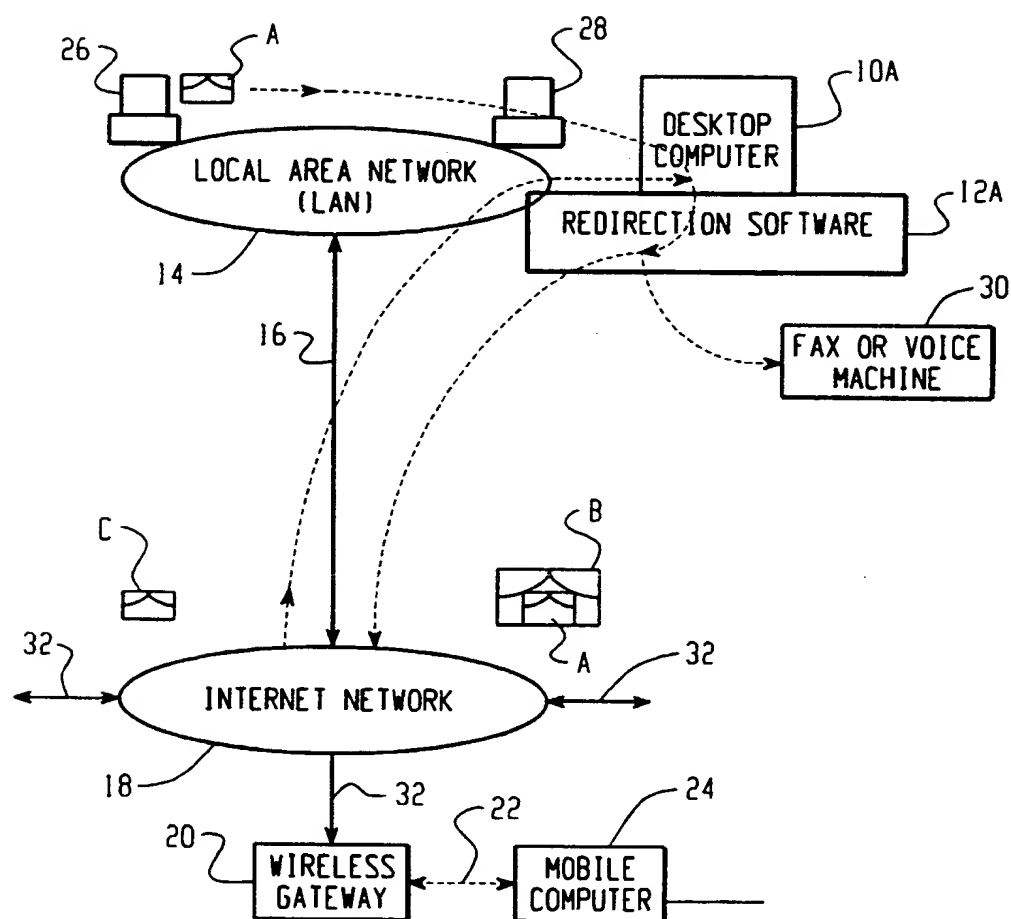 26
A
28
10A
DESKTOP
COMPUTER
LOCAL AREA NETWORK
(LAN)
12A
REDIRECTION SOFTWARE
14
16
30
FAX OR VOICE
MACHINE
C
B
A
32
32
INTERNET NETWORK
18
32
22
24
20
WIRELESS
GATEWAY
MOBILE
COMPUTER